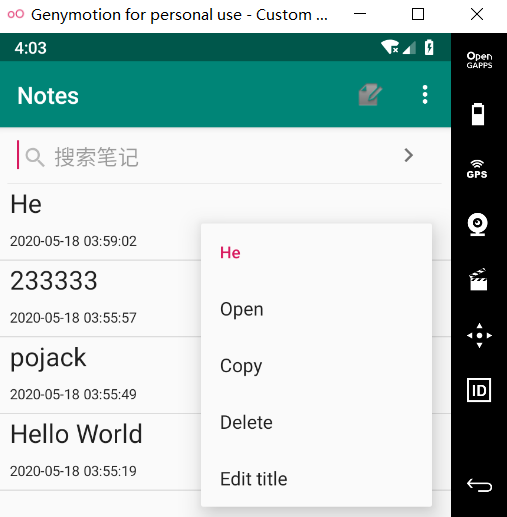 Genymotion for personal use - Custom ...
4:03
Open
GAPPS
Notes
搜索笔记
GPS
He
2020-05-18 03:59:02
233333
2020-05-18 03:55:57
pojack
2020-05-18 03:55:49
Hello World
2020-05-18 03:55:19
He
Open
Copy
Delete
Edit title
ID